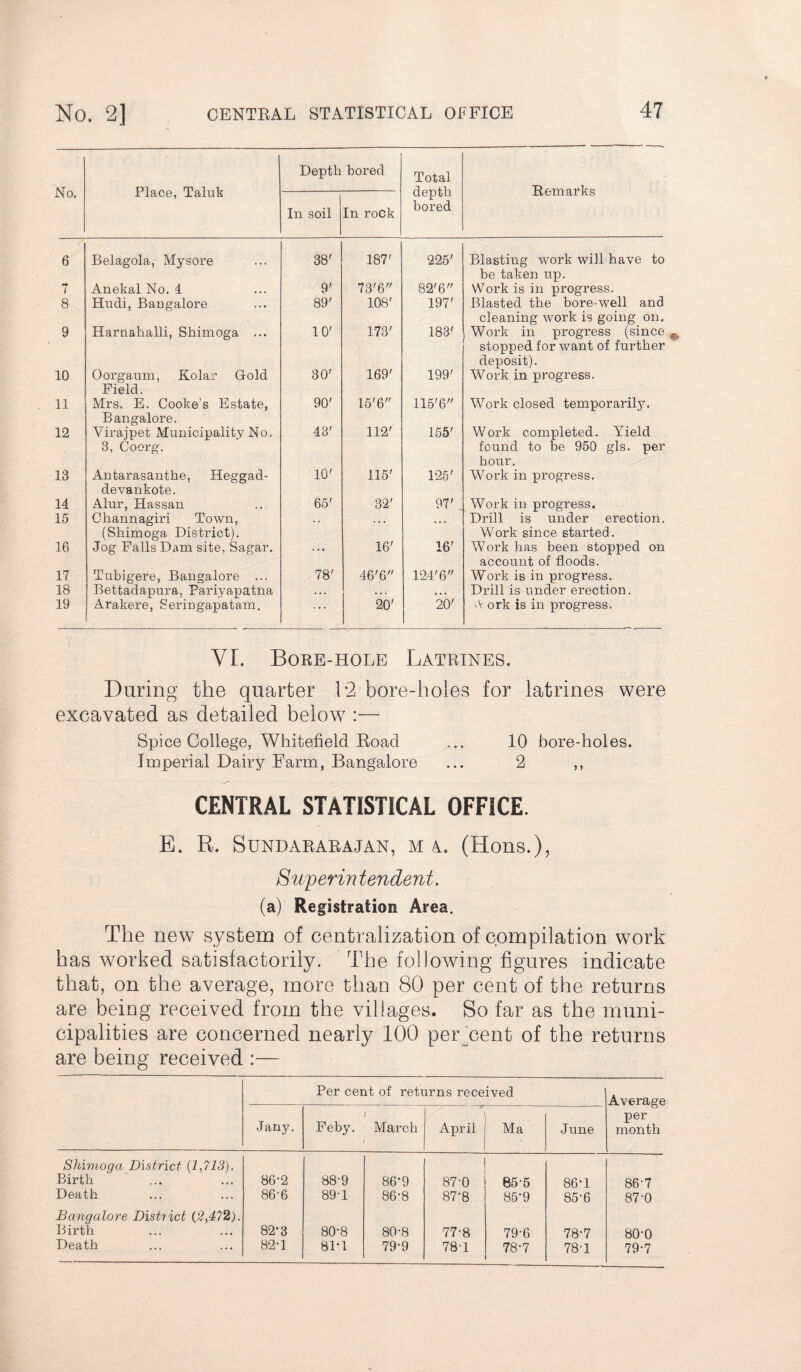 No. 2] CENTRAL STATISTICAL OFFICE 47
No. Place, Taluk Depth bored Total depth bored Remarks
In soil In rock
6 Belagola, Mysore ... 38′ 187′ 225′ Blasting work will have to
be taken up.
7 Anekal No. 4 ... 9′ 73′6″ 82′6″ Work is in progress.
8 Hudi, Bangalore ... 89′ 108′ 197′ Blasted the bore-well and
cleaning work is going on.
9 Harnahalli, Shimoga ... 10′ 173′ 183′ Work in progress (since
stopped for want of further
deposit).
10 Oorgaum, Kolar Gold 30′ 169′ 199′ Work in progress.
Field.
11 Mrs. E. Cooke's Estate, 90′ 15′6″ 115′6″ Work closed temporarily.
Bangalore.
12 Virajpet Municipality No. 43′ 112′ 155′ Work completed. Yield
3, Coorg. found to be 950 gls. per
hour.
13 Antarasanthe, Heggad- 10′ 115′ 125′ Work in progress.
devankote.
14 Alur, Hassan .. 65′ 32′ 97′ Work in progress.
15 Channagiri Town, .. ... ... Drill is under erection.
(Shimoga District). Work since started.
16 Jog Falls Dam site, Sagar. ... 16′ 16′ Work has been stopped on
account of floods.
17 Tubigere, Bangalore ... 78′ 46′6″ 124′6″ Work is in progress.
18 Bettadapura, Pariyapatna ... ... ... Drill is under erection.
19 Arakere, Seringapatam. ... 20′ 20′ ork is in progress.
VI. BORE-HOLE LATRINES.
During the quarter 12 bore-holes for latrines were
excavated as detailed below :—
Spice College, Whitefield Road ... 10 bore-holes.
Imperial Dairy Farm, Bangalore ... 2 ,,
CENTRAL STATISTICAL OFFICE.
E. R. SUNDARARAJAN, M A. (Hons.),
Superintendent.
(a) Registration Area.
The new system of centralization of compilation work
has worked satisfactorily. The following figures indicate
that, on the average, more than 80 per cent of the returns
are being received from the villages. So far as the muni-
cipalities are concerned nearly 100 per cent of the returns
are being received :—
Per cent of returns received Average per month
Jany. Feby. March April Ma June
Shimoga District (1,713).
Birth ... ... 86·2 88·9 86·9 87·0 85·5 86·1 86·7
Death ... ... 86·6 89·1 86·8 87·8 85·9 85·6 87·0
Bangalore District (2,472).
Birth ... ... 82·3 80·8 80·8 77·8 79·6 78·7 80·0
Death ... ... 82·1 81·1 79·9 78·1 78·7 78·1 79·7